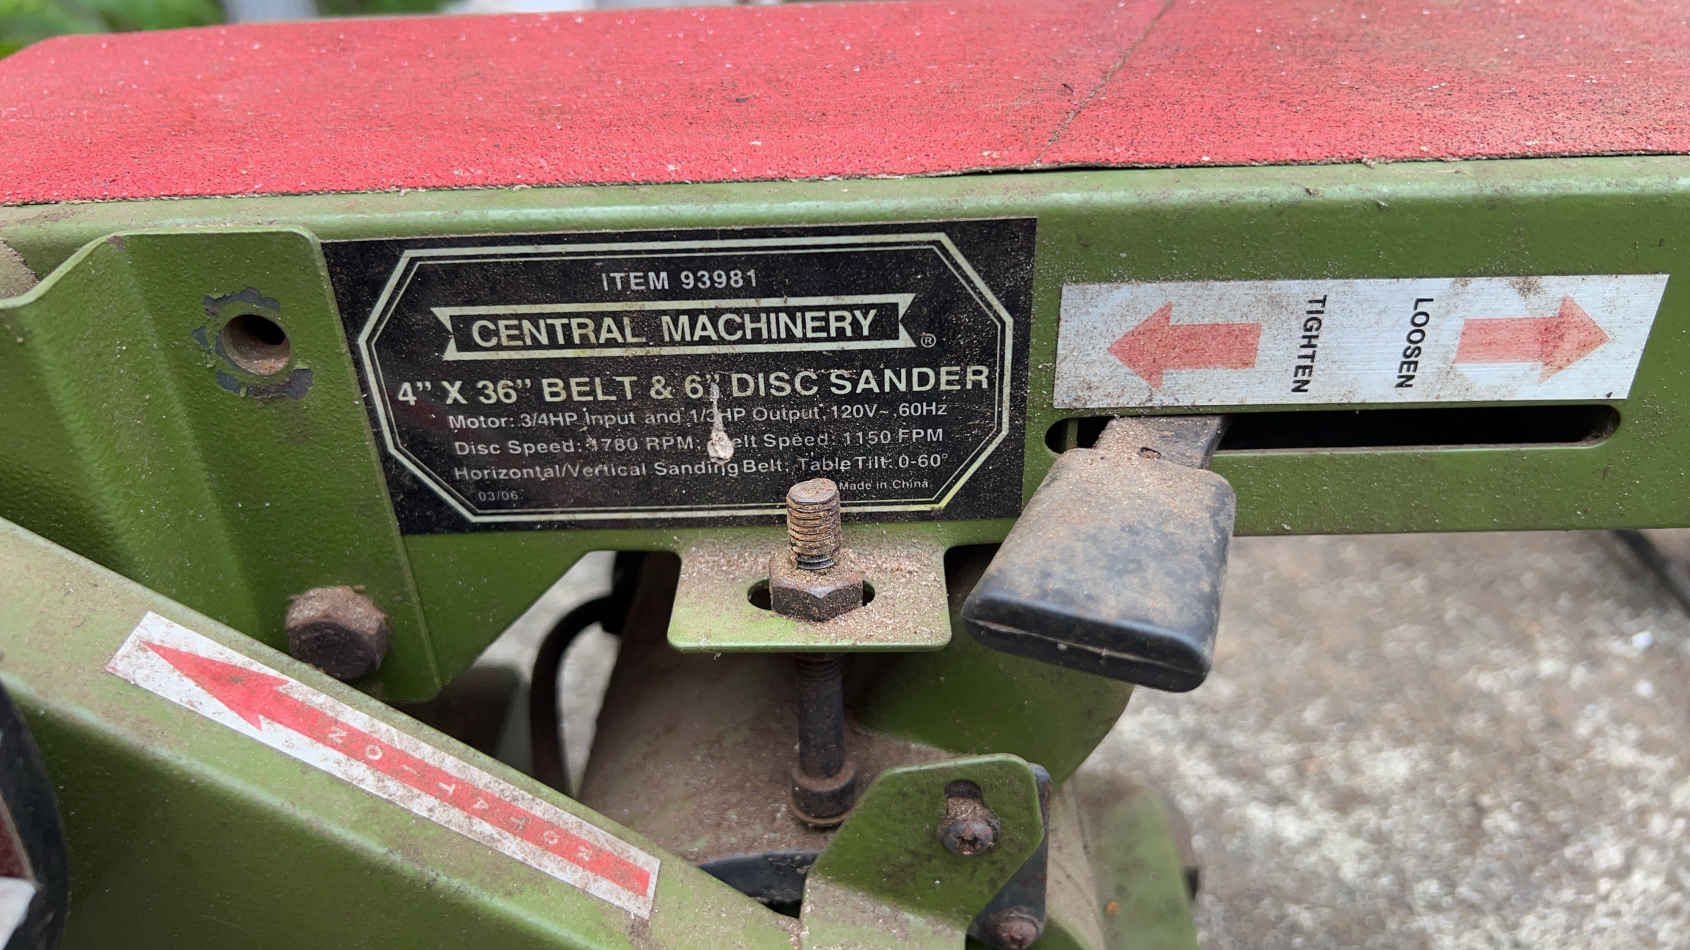 ITEM 93981
CENTRAL MACHINERY ®
4" X 36" BELT & 6" DISC SANDER
Motor: 3/4HP Input and 1/3HP Output, 120V~, 60Hz
Disc Speed: 1780 RPM; Belt Speed: 1150 FPM
Horizontal/Vertical Sanding Belt; Table Tilt: 0-60°
03/06
Made in China
TIGHTEN
LOOSEN
ROTATION